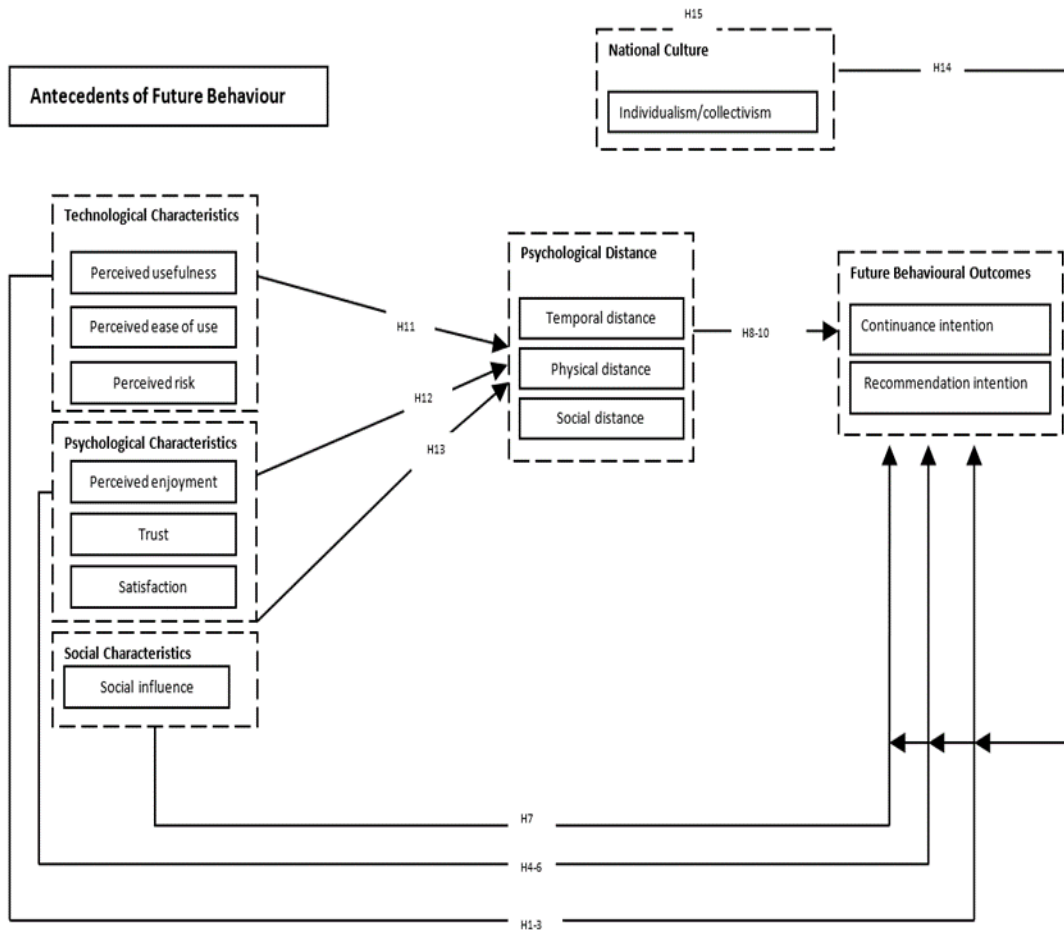 H15
National Culture
H14
Antecedents of Future Behaviour
Individualism/collectivism
Technological Characteristics
Perceived usefulness
Perceived ease of use
Perceived risk
H11
H12
H13
Psychological Distance
Temporal distance
Physical distance
Social distance
H8-10
Future Behavioural Outcomes
Continuance intention
Recommendation intention
Psychological Characteristics
Perceived enjoyment
Trust
Satisfaction
Social Characteristics
Social influence
H7
H4-6
H1-3